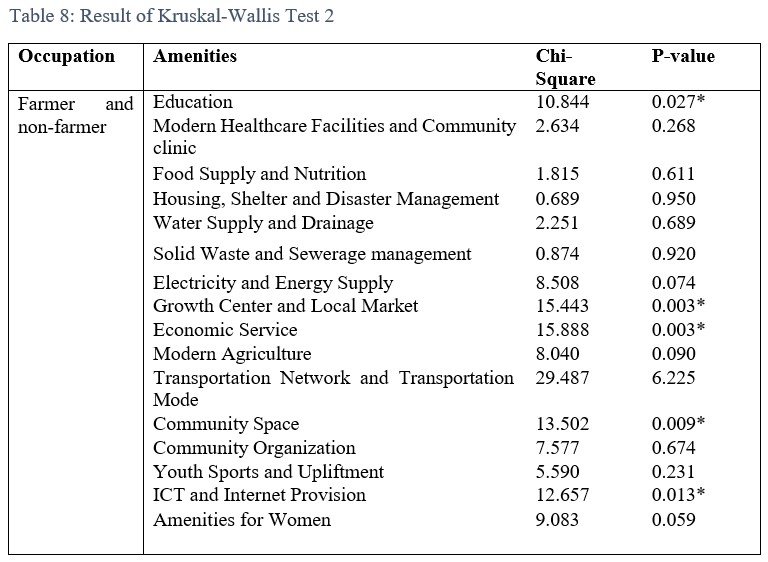 Table 8: Result of Kruskal-Wallis Test 2
Occupation Amenities Chi-Square P-value
Farmer and non-farmer Education 10.844 0.027*
Modern Healthcare Facilities and Community clinic 2.634 0.268
Food Supply and Nutrition 1.815 0.611
Housing, Shelter and Disaster Management 0.689 0.950
Water Supply and Drainage 2.251 0.689
Solid Waste and Sewerage management 0.874 0.920
Electricity and Energy Supply 8.508 0.074
Growth Center and Local Market 15.443 0.003*
Economic Service 15.888 0.003*
Modern Agriculture 8.040 0.090
Transportation Network and Transportation Mode 29.487 6.225
Community Space 13.502 0.009*
Community Organization 7.577 0.674
Youth Sports and Upliftment 5.590 0.231
ICT and Internet Provision 12.657 0.013*
Amenities for Women 9.083 0.059